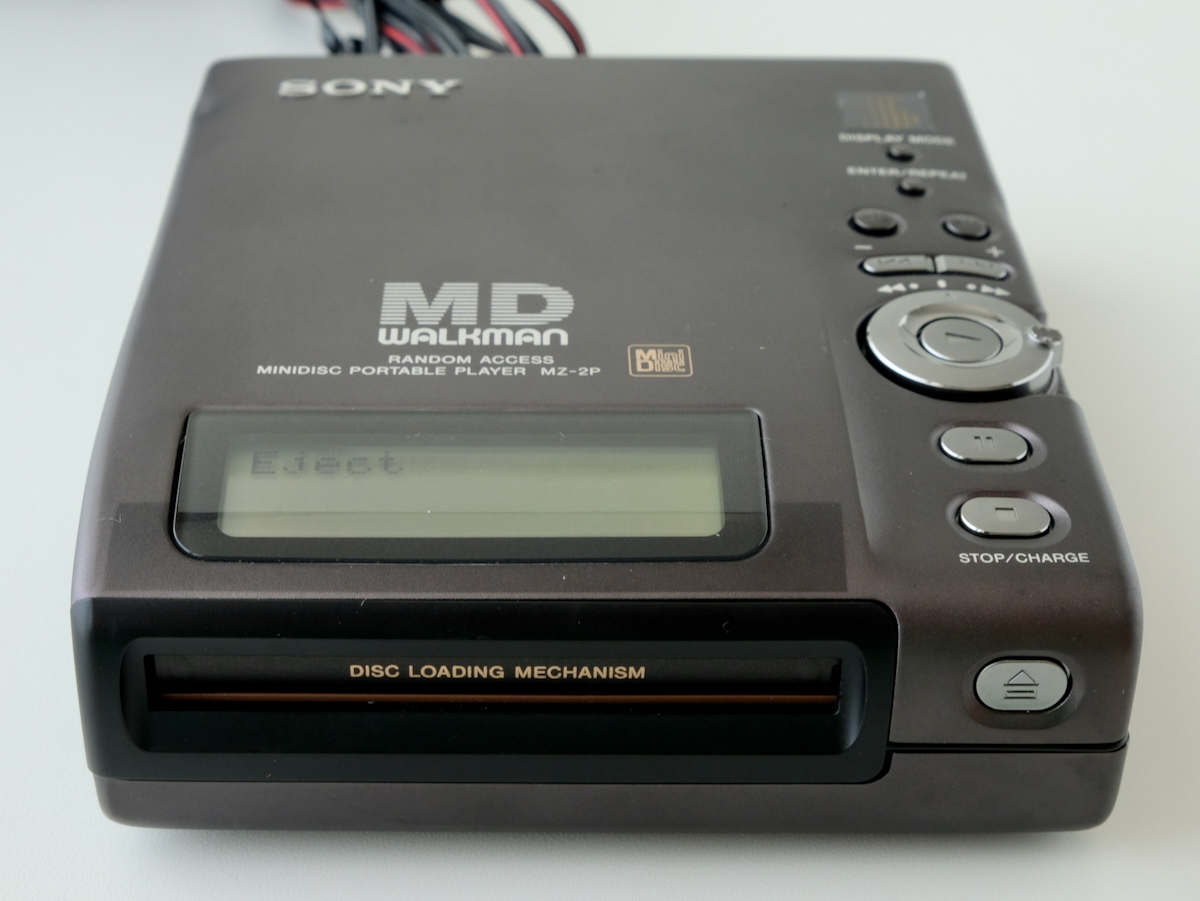 SONY
DISPLAY MODE
ENTER/REPEAT
− +
MD
WALKMAN
RANDOM ACCESS
MINIDISC PORTABLE PLAYER MZ-2P
MiniDisc
Eject
STOP/CHARGE
DISC LOADING MECHANISM